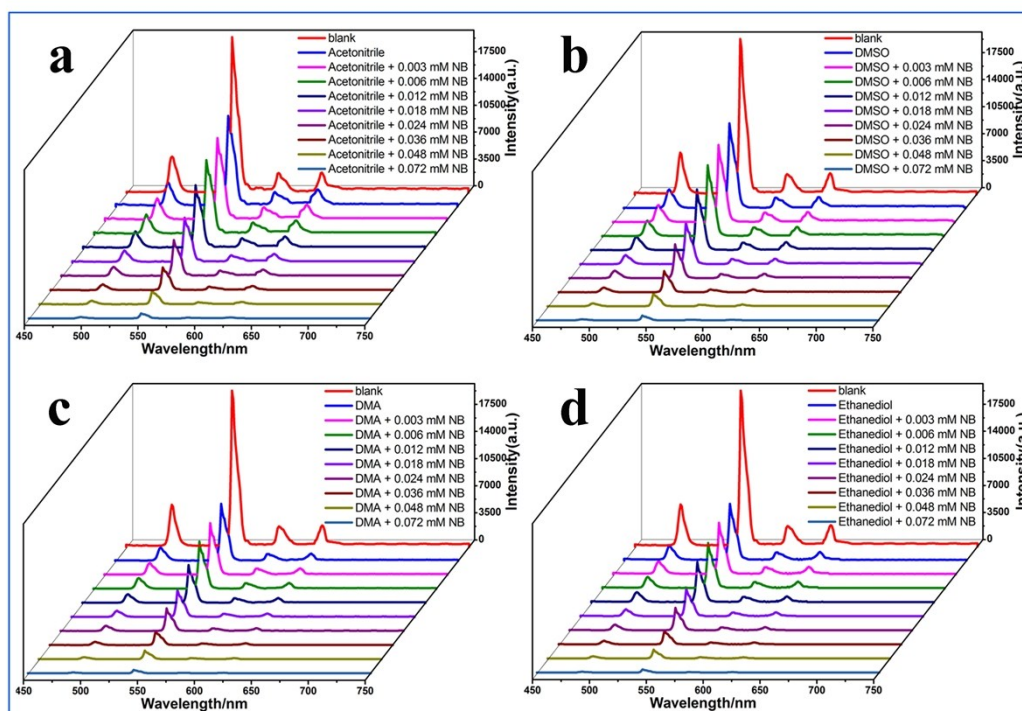 a
blank
Acetonitrile
Acetonitrile + 0.003 mM NB
Acetonitrile + 0.006 mM NB
Acetonitrile + 0.012 mM NB
Acetonitrile + 0.018 mM NB
Acetonitrile + 0.024 mM NB
Acetonitrile + 0.036 mM NB
Acetonitrile + 0.048 mM NB
Acetonitrile + 0.072 mM NB
17500
14000
10500
7000
3500
0
Intensity(a.u.)
450 500 550 600 650 700 750
Wavelength/nm
b
blank
DMSO
DMSO + 0.003 mM NB
DMSO + 0.006 mM NB
DMSO + 0.012 mM NB
DMSO + 0.018 mM NB
DMSO + 0.024 mM NB
DMSO + 0.036 mM NB
DMSO + 0.048 mM NB
DMSO + 0.072 mM NB
17500
14000
10500
7000
3500
0
Intensity(a.u.)
450 500 550 600 650 700 750
Wavelength/nm
c
blank
DMA
DMA + 0.003 mM NB
DMA + 0.006 mM NB
DMA + 0.012 mM NB
DMA + 0.018 mM NB
DMA + 0.024 mM NB
DMA + 0.036 mM NB
DMA + 0.048 mM NB
DMA + 0.072 mM NB
17500
14000
10500
7000
3500
0
Intensity(a.u.)
450 500 550 600 650 700 750
Wavelength/nm
d
blank
Ethanediol
Ethanediol + 0.003 mM NB
Ethanediol + 0.006 mM NB
Ethanediol + 0.012 mM NB
Ethanediol + 0.018 mM NB
Ethanediol + 0.024 mM NB
Ethanediol + 0.036 mM NB
Ethanediol + 0.048 mM NB
Ethanediol + 0.072 mM NB
17500
14000
10500
7000
3500
0
Intensity(a.u.)
450 500 550 600 650 700 750
Wavelength/nm